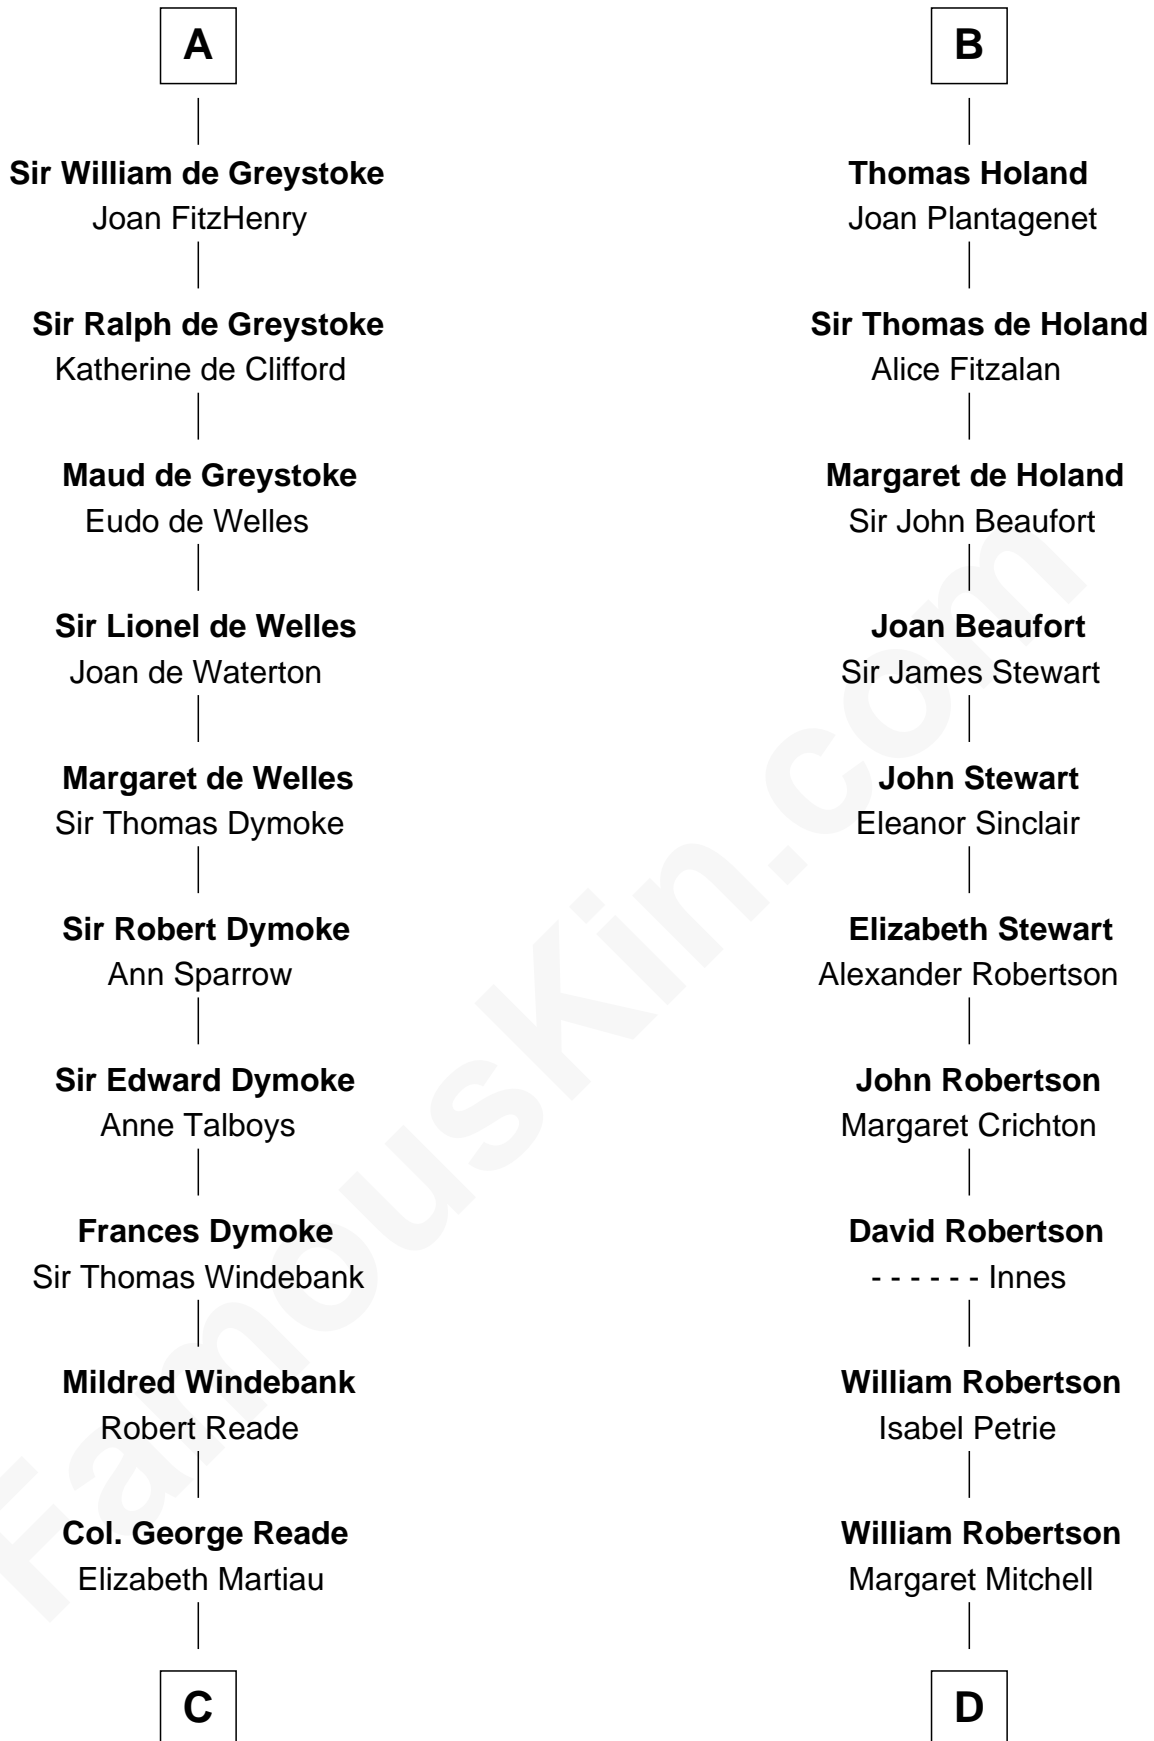 A
Sir William de Greystoke
Joan FitzHenry
Sir Ralph de Greystoke
Katherine de Clifford
Maud de Greystoke
Eudo de Welles
Sir Lionel de Welles
Joan de Waterton
Margaret de Welles
Sir Thomas Dymoke
Sir Robert Dymoke
Ann Sparrow
Sir Edward Dymoke
Anne Talboys
Frances Dymoke
Sir Thomas Windebank
Mildred Windebank
Robert Reade
Col. George Reade
Elizabeth Martiau
C
B
Thomas Holand
Joan Plantagenet
Sir Thomas de Holand
Alice Fitzalan
Margaret de Holand
Sir John Beaufort
Joan Beaufort
Sir James Stewart
John Stewart
Eleanor Sinclair
Elizabeth Stewart
Alexander Robertson
John Robertson
Margaret Crichton
David Robertson
- - - - - - Innes
William Robertson
Isabel Petrie
William Robertson
Margaret Mitchell
D
FamousKin.com